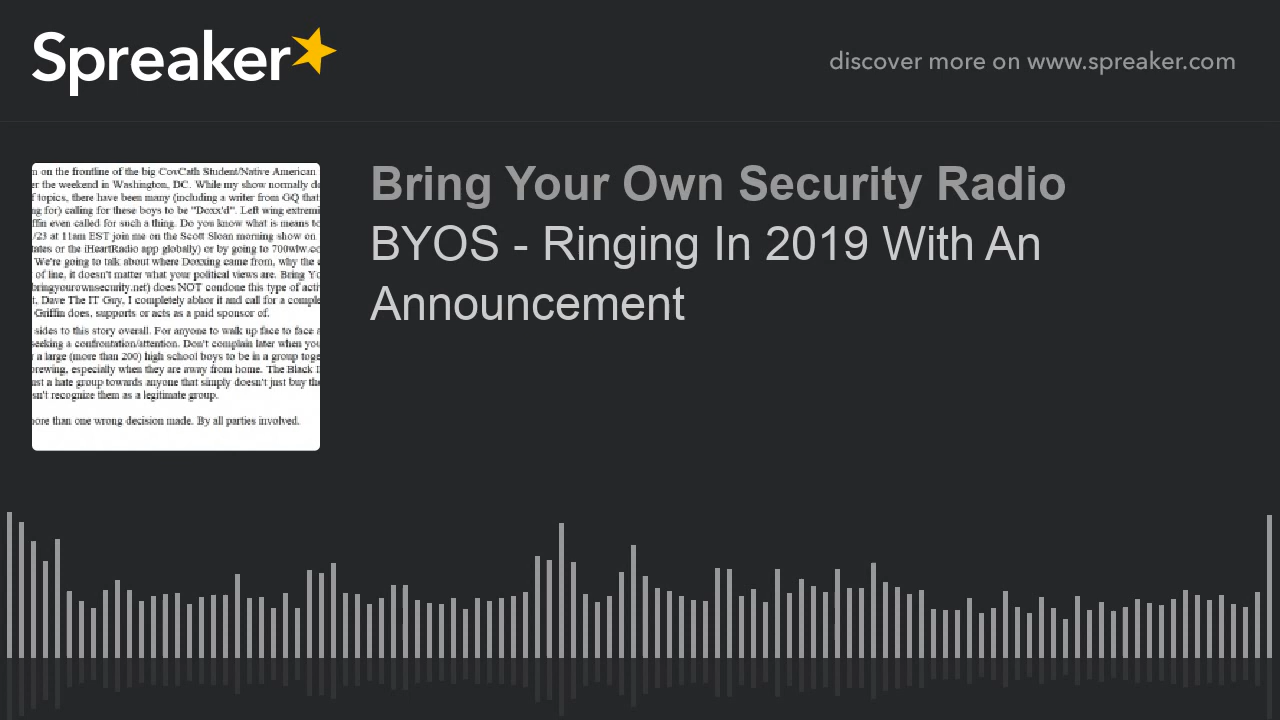 Spreaker
discover more on www.spreaker.com
Bring Your Own Security Radio
BYOS - Ringing In 2019 With An
Announcement
n on the frontline of the big CovCath Student/Native American
er the weekend in Washington, DC. While my show normally
f topics, there have been many (including a writer from GQ that
ng for) calling for these boys to be "Doxx'd". Left wing
ffin even called for such a thing. Do you know what is means
/23 at 11am EST join me on the Scott Sloan morning show on
ates or the iHeartRadio app globally) or by going to
We're going to talk about where Doxxing came from, why the
of line, it doesn't matter what your political views are. Bring
bringyourownsecurity.net) does NOT condone this type of
t, Dave The IT Guy, I completely abhor it and call for a
Griffin does, supports or acts as a paid sponsor of.
sides to this story overall. For anyone to walk up face to face
seeking a confrontation/attention. Don't complain later when
r a large (more than 200) high school boys to be in a group
brewing, especially when they are away from home. The Black
ust a hate group towards anyone that simply doesn't just buy
sn't recognize them as a legitimate group.
ore than one wrong decision made. By all parties involved.